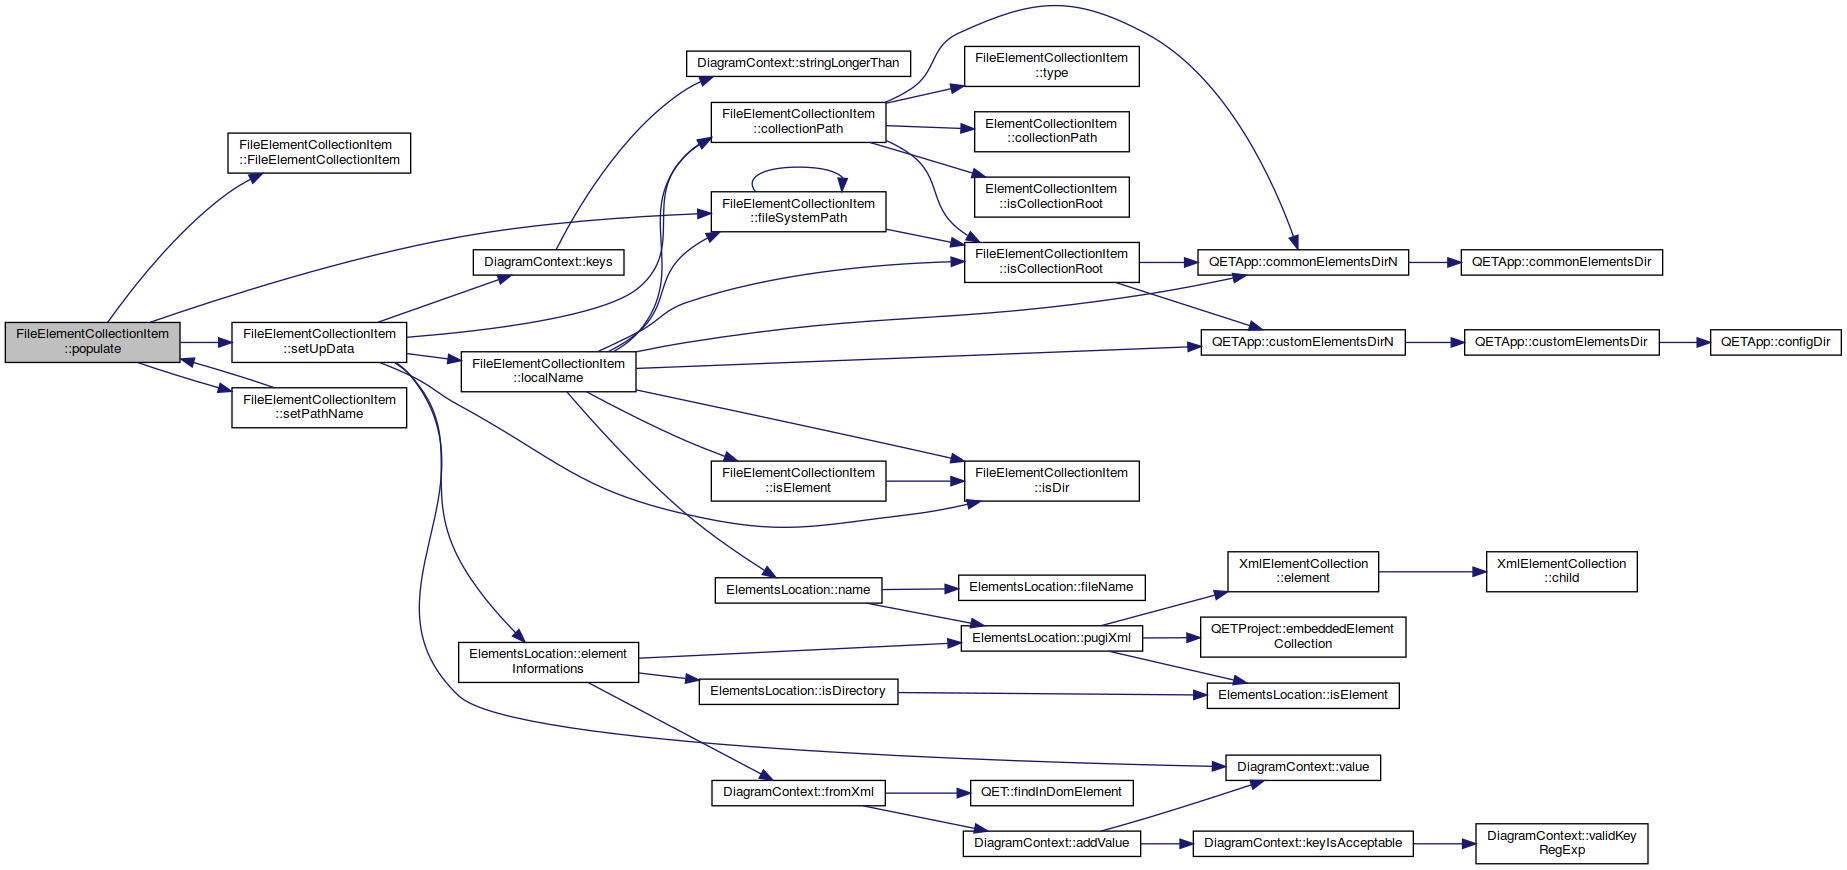 FileElementCollectionItem
::populate
FileElementCollectionItem
::FileElementCollectionItem
FileElementCollectionItem
::setUpData
FileElementCollectionItem
::setPathName
DiagramContext::keys
FileElementCollectionItem
::localName
ElementsLocation::element
Informations
DiagramContext::stringLongerThan
FileElementCollectionItem
::collectionPath
FileElementCollectionItem
::fileSystemPath
FileElementCollectionItem
::isElement
ElementsLocation::name
ElementsLocation::isDirectory
DiagramContext::fromXml
FileElementCollectionItem
::type
ElementCollectionItem
::collectionPath
ElementCollectionItem
::isCollectionRoot
FileElementCollectionItem
::isCollectionRoot
FileElementCollectionItem
::isDir
ElementsLocation::fileName
ElementsLocation::pugiXml
QET::findInDomElement
DiagramContext::addValue
QETApp::commonElementsDirN
QETApp::customElementsDirN
XmlElementCollection
::element
QETProject::embeddedElement
Collection
ElementsLocation::isElement
DiagramContext::value
DiagramContext::keyIsAcceptable
QETApp::commonElementsDir
QETApp::customElementsDir
XmlElementCollection
::child
DiagramContext::validKey
RegExp
QETApp::configDir